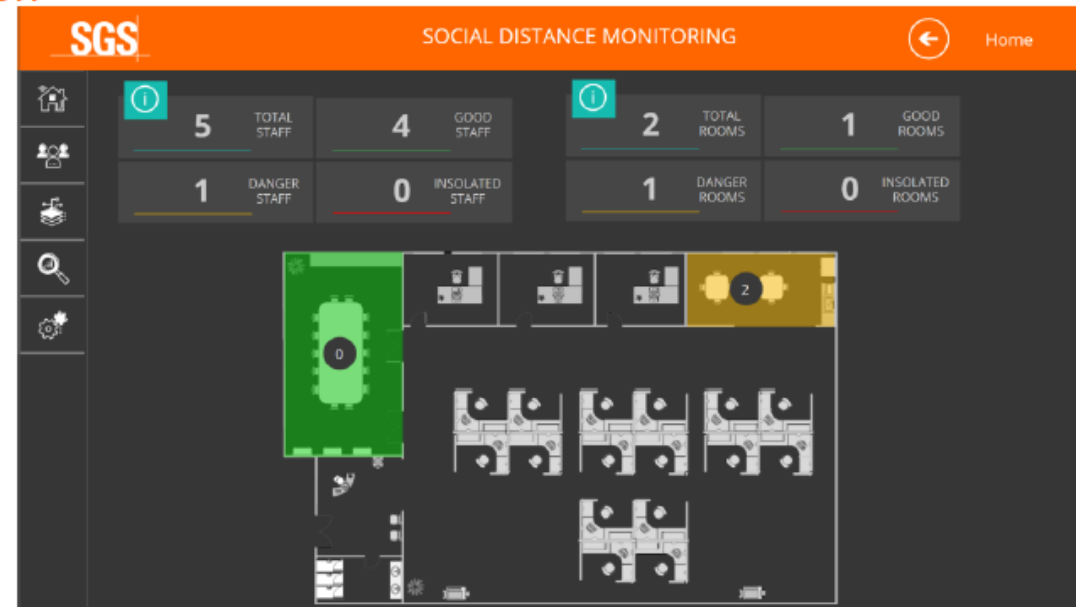 SGS
SOCIAL DISTANCE MONITORING
Home
5 TOTAL STAFF
4 GOOD STAFF
2 TOTAL ROOMS
1 GOOD ROOMS
1 DANGER STAFF
0 INSOLATED STAFF
1 DANGER ROOMS
0 INSOLATED ROOMS
2
0